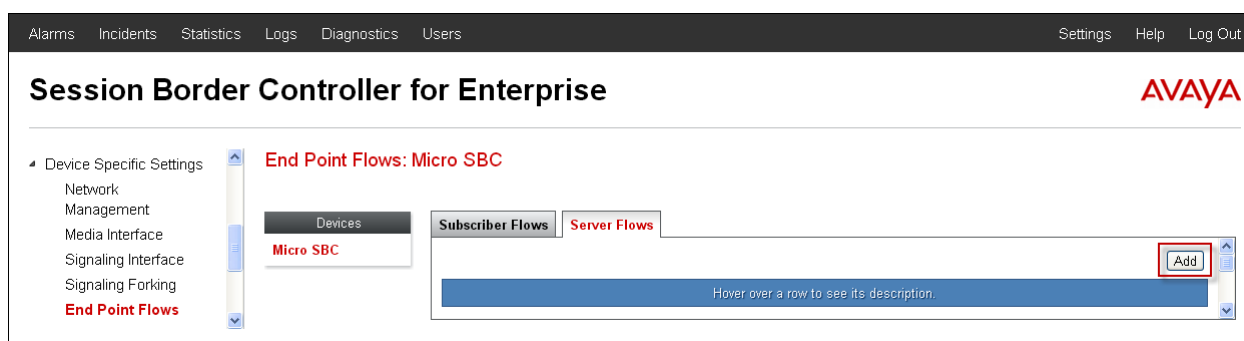 Alarms Incidents Statistics Logs Diagnostics Users Settings Help Log Out
Session Border Controller for Enterprise
AVAYA
Device Specific Settings
Network
Management
Media Interface
Signaling Interface
Signaling Forking
End Point Flows
End Point Flows: Micro SBC
Devices
Micro SBC
Subscriber Flows Server Flows
Add
Hover over a row to see its description.